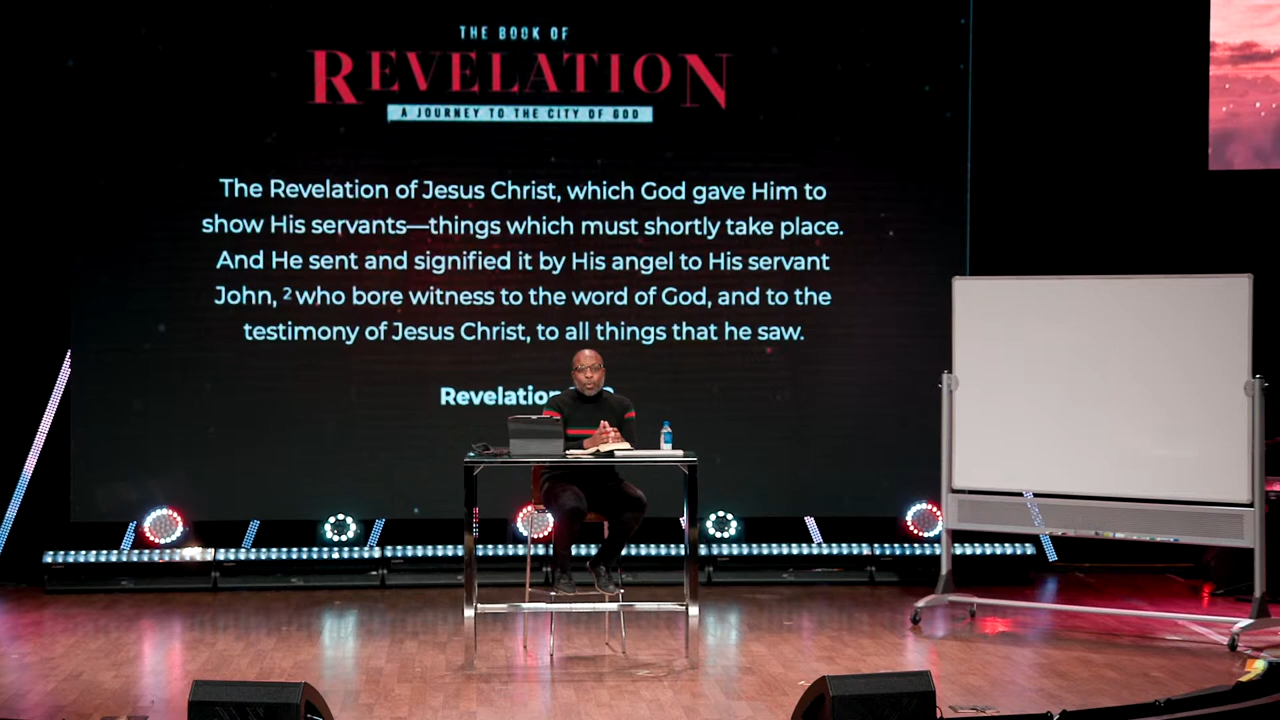 THE BOOK OF
REVELATION
A JOURNEY TO THE CITY OF GOD
The Revelation of Jesus Christ, which God gave Him to
show His servants—things which must shortly take place.
And He sent and signified it by His angel to His servant
John, ² who bore witness to the word of God, and to the
testimony of Jesus Christ, to all things that he saw.
Revelation